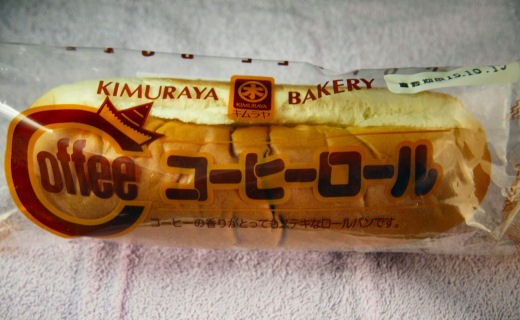 KIMURAYA BAKERY
KIMURAYA
キムラヤ
Coffee
コーヒーロール
コーヒーの香りがとってもステキなロールパンです。